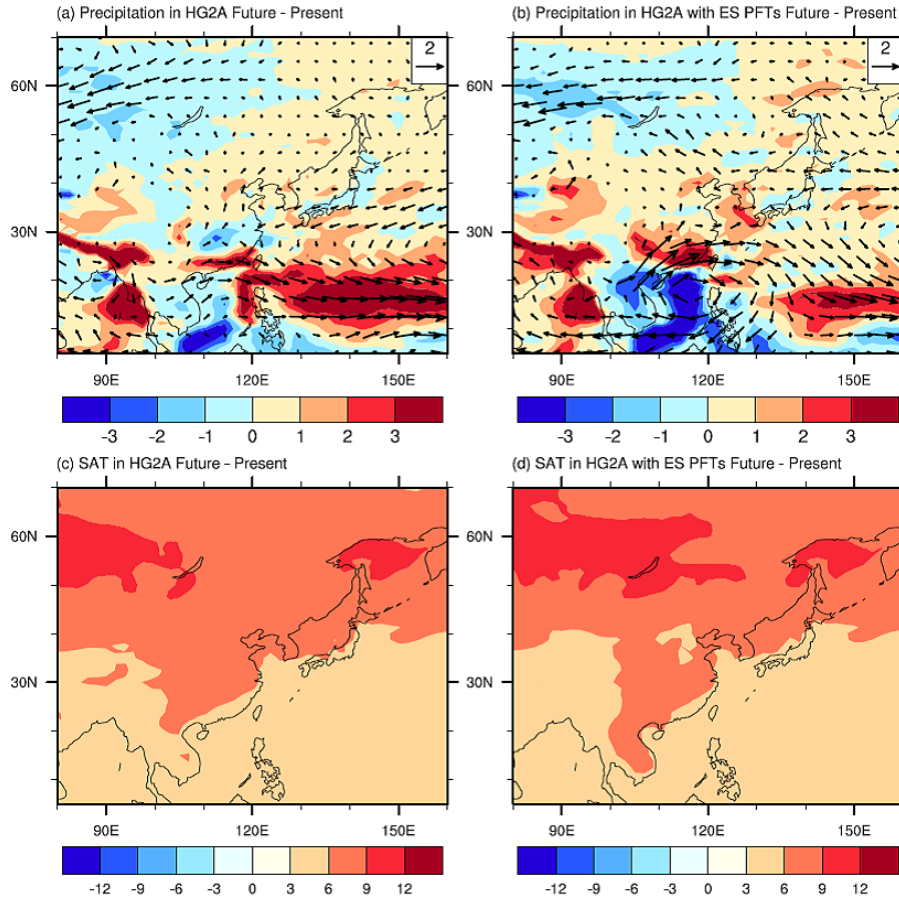 (a) Precipitation in HG2A Future - Present
(b) Precipitation in HG2A with ES PFTs Future - Present
2
2
60N
60N
30N
30N
90E 120E 150E
90E 120E 150E
-3 -2 -1 0 1 2 3
-3 -2 -1 0 1 2 3
(c) SAT in HG2A Future - Present
(d) SAT in HG2A with ES PFTs Future - Present
60N
60N
30N
30N
90E 120E 150E
90E 120E 150E
-12 -9 -6 -3 0 3 6 9 12
-12 -9 -6 -3 0 3 6 9 12